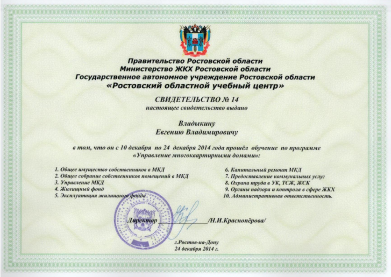 Правительство Ростовской области
Министерство ЖКХ Ростовской области
Государственное автономное учреждение Ростовской области
«Ростовский областной учебный центр»
СВИДЕТЕЛЬСТВО № 14
настоящее свидетельство выдано
Владыкину
Евгению Владимировичу
в том, что он с 10 декабря по 24 декабря 2014 года прошёл обучение по программе
«Управление многоквартирными домами»:
1. Общее имущество собственников в МКД
2. Общее собрание собственников помещений в МКД
3. Управление МКД
4. Жилищный фонд
5. Эксплуатация жилищного фонда
6. Капитальный ремонт МКД
7. Предоставление коммунальных услуг
8. Охрана труда в УК, ТСЖ, ЖСК
9. Органы надзора и контроля в сфере ЖКХ
10. Административная ответственность.
Директор /Н.И.Краснопёрова/
г.Ростов-на-Дону
24 декабря 2014 г.